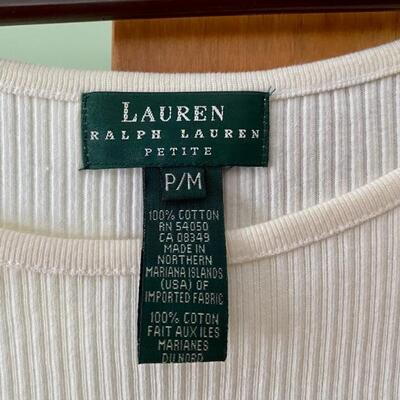 LAUREN
RALPH LAUREN
PETITE
P/M
100% COTTON
RN 54050
CA 08349
MADE IN
NORTHERN
MARIANA ISLANDS
(USA) OF
IMPORTED FABRIC
100% COTON
FAIT AUX ILES
MARIANES
DU NORD